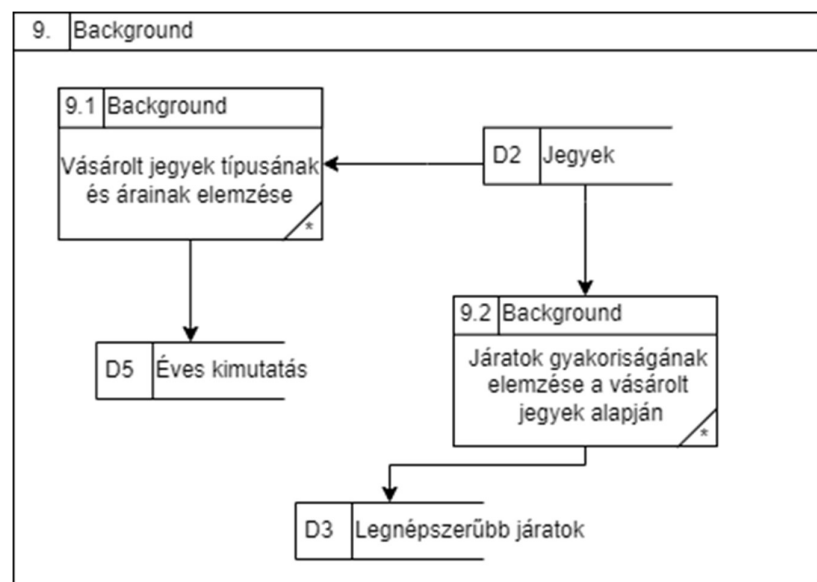 9. Background
9.1 Background
Vásárolt jegyek típusának
és árainak elemzése
*
D2 Jegyek
9.2 Background
Járatok gyakoriságának
elemzése a vásárolt
jegyek alapján
*
D5 Éves kimutatás
D3 Legnépszerűbb járatok